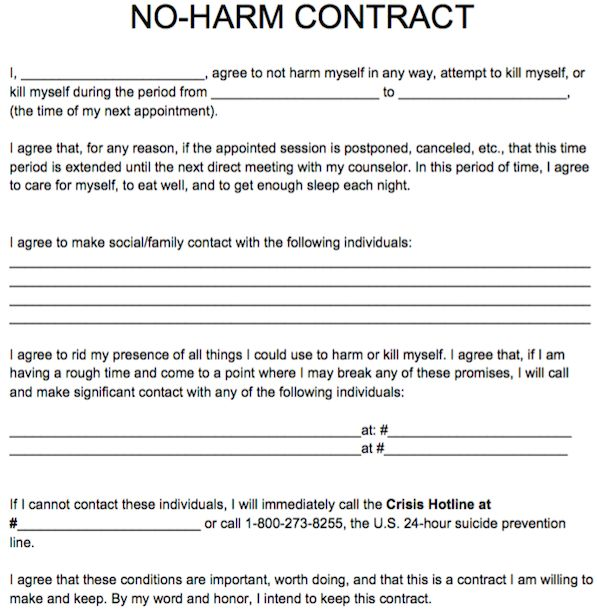 NO-HARM CONTRACT
I, ________________________, agree to not harm myself in any way, attempt to kill myself, or
kill myself during the period from ______________________ to ______________________,
(the time of my next appointment).
I agree that, for any reason, if the appointed session is postponed, canceled, etc., that this time
period is extended until the next direct meeting with my counselor. In this period of time, I agree
to care for myself, to eat well, and to get enough sleep each night.
I agree to make social/family contact with the following individuals:
____________________________________________________________________________
____________________________________________________________________________
____________________________________________________________________________
____________________________________________________________________________
I agree to rid my presence of all things I could use to harm or kill myself. I agree that, if I am
having a rough time and come to a point where I may break any of these promises, I will call
and make significant contact with any of the following individuals:
______________________________________________at: #________________________
______________________________________________at #________________________
If I cannot contact these individuals, I will immediately call the Crisis Hotline at
#________________________ or call 1-800-273-8255, the U.S. 24-hour suicide prevention
line.
I agree that these conditions are important, worth doing, and that this is a contract I am willing to
make and keep. By my word and honor, I intend to keep this contract.